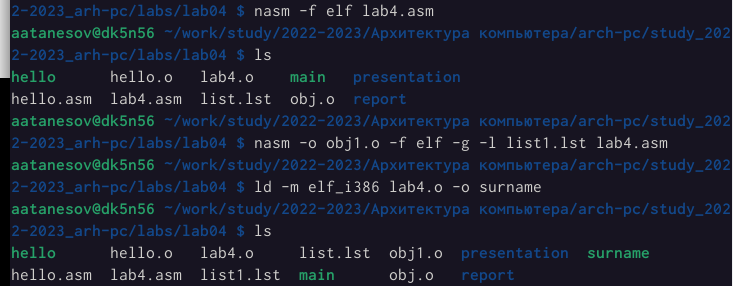 2-2023_arh-pc/labs/lab04 $ nasm -f elf lab4.asm
aatanesov@dk5n56 ~/work/study/2022-2023/Архитектура компьютера/arch-pc/study_202
2-2023_arh-pc/labs/lab04 $ ls
hello hello.o lab4.o main presentation
hello.asm lab4.asm list.lst obj.o report
aatanesov@dk5n56 ~/work/study/2022-2023/Архитектура компьютера/arch-pc/study_202
2-2023_arh-pc/labs/lab04 $ nasm -o obj1.o -f elf -g -l list1.lst lab4.asm
aatanesov@dk5n56 ~/work/study/2022-2023/Архитектура компьютера/arch-pc/study_202
2-2023_arh-pc/labs/lab04 $ ld -m elf_i386 lab4.o -o surname
aatanesov@dk5n56 ~/work/study/2022-2023/Архитектура компьютера/arch-pc/study_202
2-2023_arh-pc/labs/lab04 $ ls
hello hello.o lab4.o list.lst obj1.o presentation surname
hello.asm lab4.asm list1.lst main obj.o report